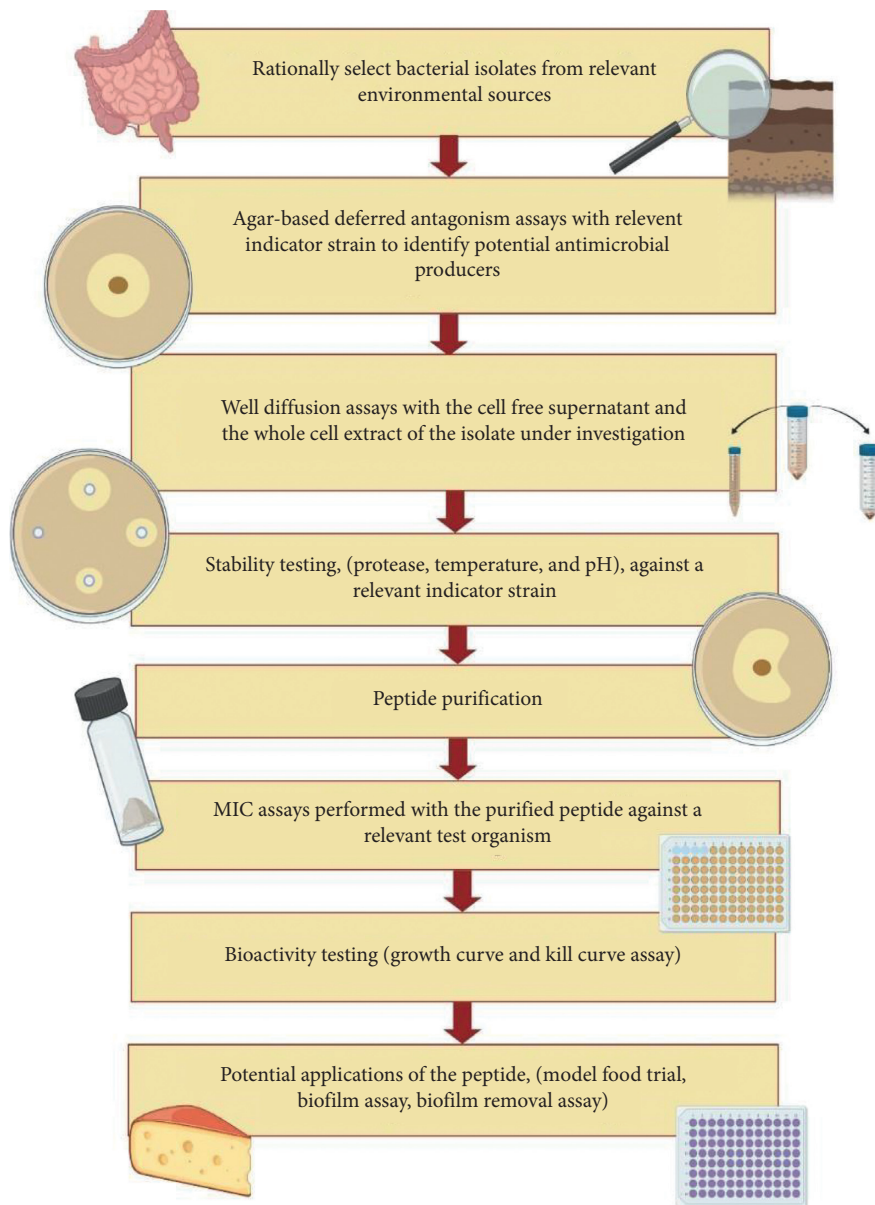 Rationally select bacterial isolates from relevant
environmental sources
Agar-based deferred antagonism assays with relevent
indicator strain to identify potential antimicrobial
producers
Well diffusion assays with the cell free supernatant and
the whole cell extract of the isolate under investigation
Stability testing, (protease, temperature, and pH), against a
relevant indicator strain
Peptide purification
MIC assays performed with the purified peptide against a
relevant test organism
Bioactivity testing (growth curve and kill curve assay)
Potential applications of the peptide, (model food trial,
biofilm assay, biofilm removal assay)